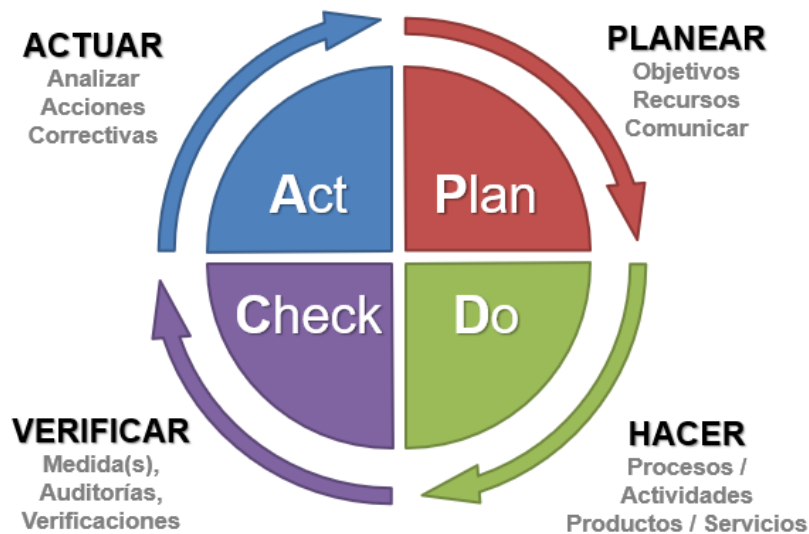 ACTUAR
Analizar
Acciones
Correctivas
PLANEAR
Objetivos
Recursos
Comunicar
Act
Plan
Check
Do
VERIFICAR
Medida(s),
Auditorías,
Verificaciones
HACER
Procesos /
Actividades
Productos / Servicios